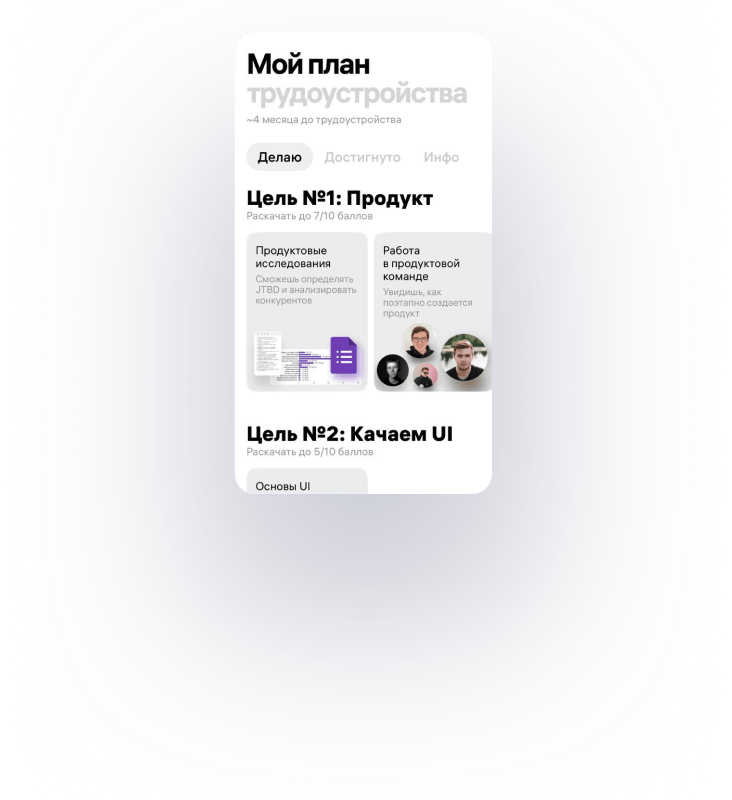 Мой план
трудоустройства
~4 месяца до трудоустройства
Делаю Достигнуто Инфо
Цель №1: Продукт
Раскачать до 7/10 баллов
Продуктовые
исследования
Сможешь определять
JTBD и анализировать
конкурентов
Работа
в продуктовой
команде
Увидишь, как
поэтапно создается
продукт
Цель №2: Качаем UI
Раскачать до 5/10 баллов
Основы UI